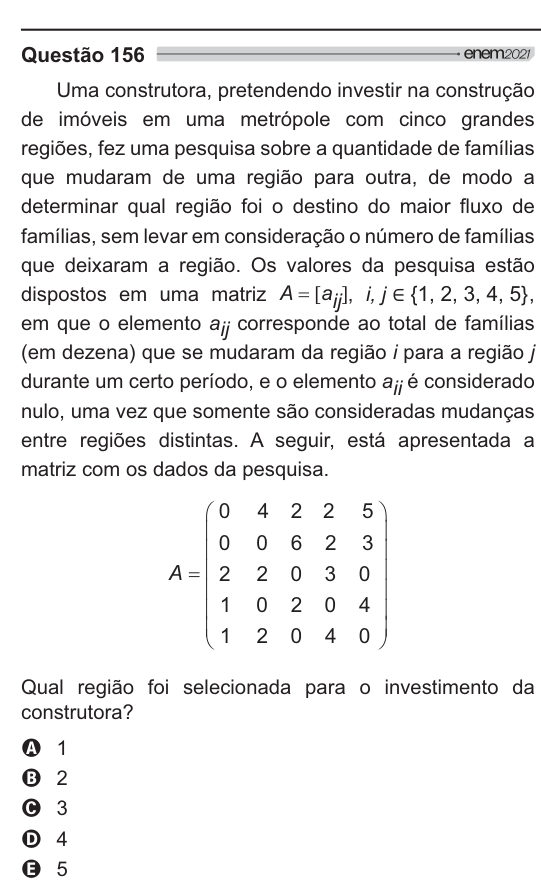 Questão 156 enem2021
Uma construtora, pretendendo investir na construção
de imóveis em uma metrópole com cinco grandes
regiões, fez uma pesquisa sobre a quantidade de famílias
que mudaram de uma região para outra, de modo a
determinar qual região foi o destino do maior fluxo de
famílias, sem levar em consideração o número de famílias
que deixaram a região. Os valores da pesquisa estão
dispostos em uma matriz A = [aij], i, j ∈ {1, 2, 3, 4, 5},
em que o elemento aij corresponde ao total de famílias
(em dezena) que se mudaram da região i para a região j
durante um certo período, e o elemento aii é considerado
nulo, uma vez que somente são consideradas mudanças
entre regiões distintas. A seguir, está apresentada a
matriz com os dados da pesquisa.
0 4 2 2 5
0 0 6 2 3
A = 2 2 0 3 0
1 0 2 0 4
1 2 0 4 0
Qual região foi selecionada para o investimento da
construtora?
A 1
B 2
C 3
D 4
E 5